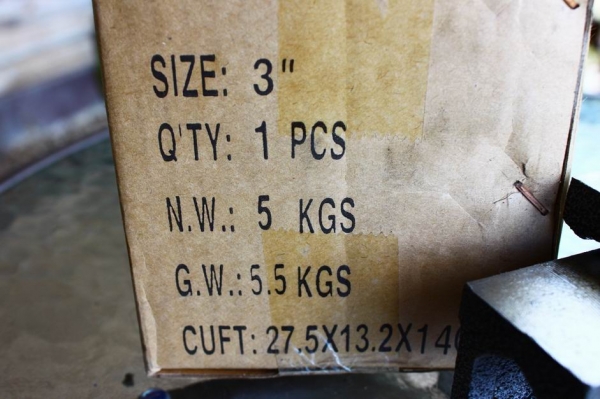 SIZE: 3"
Q'TY: 1 PCS
N.W.: 5 KGS
G.W.: 5.5 KGS
CUFT: 27.5X13.2X14